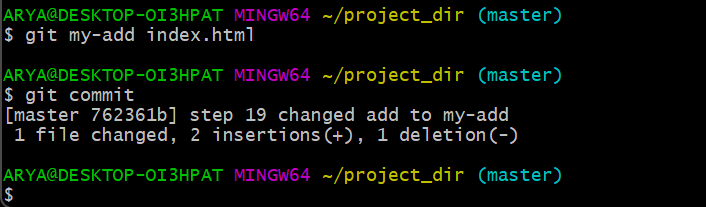 ARYA@DESKTOP-OI3HPAT MINGW64 ~/project_dir (master)
$ git my-add index.html
ARYA@DESKTOP-OI3HPAT MINGW64 ~/project_dir (master)
$ git commit
[master 762361b] step 19 changed add to my-add
 1 file changed, 2 insertions(+), 1 deletion(-)
ARYA@DESKTOP-OI3HPAT MINGW64 ~/project_dir (master)
$